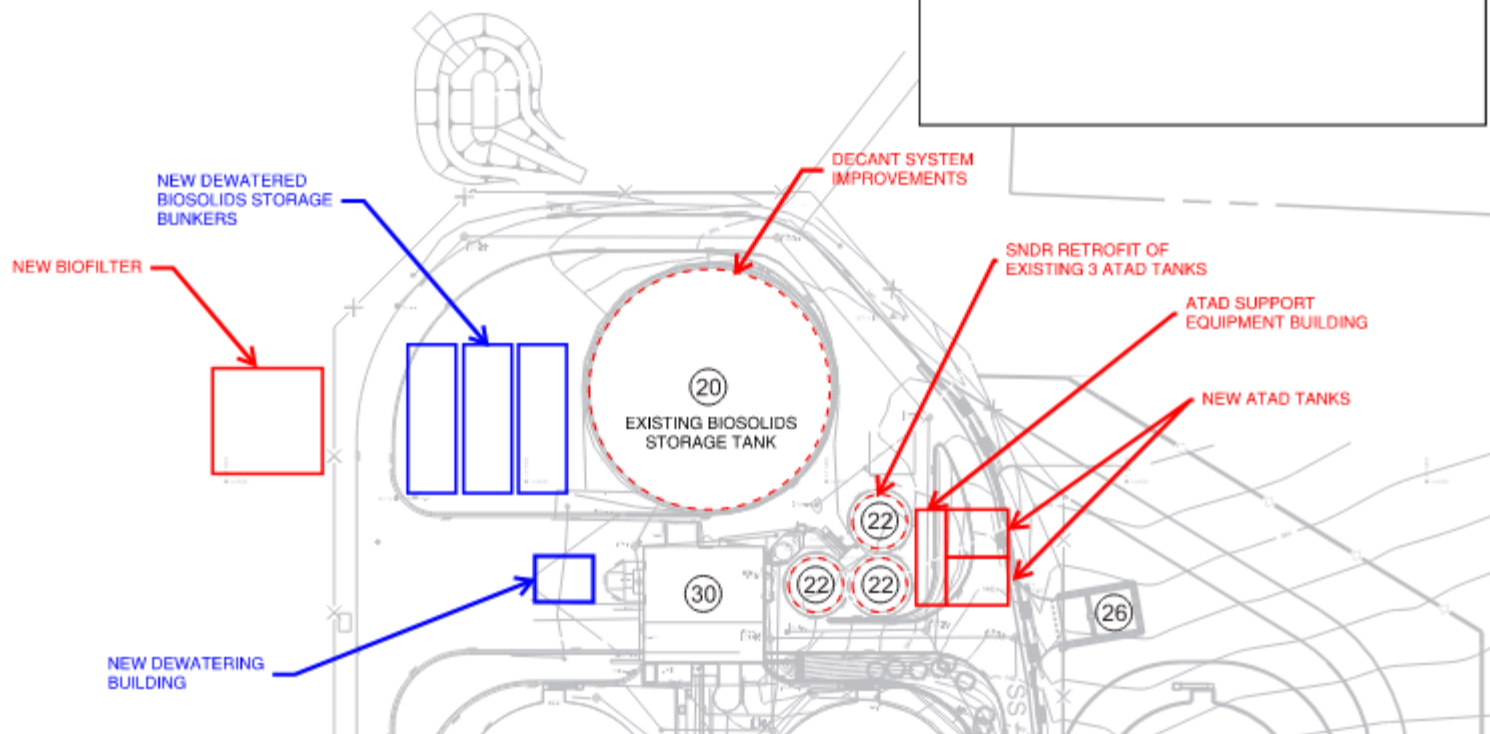 DECANT SYSTEM
IMPROVEMENTS
NEW DEWATERED
BIOSOLIDS STORAGE
BUNKERS
NEW BIOFILTER
SNDR RETROFIT OF
EXISTING 3 ATAD TANKS
ATAD SUPPORT
EQUIPMENT BUILDING
NEW ATAD TANKS
20
EXISTING BIOSOLIDS
STORAGE TANK
22
22
22
30
26
NEW DEWATERING
BUILDING
SS